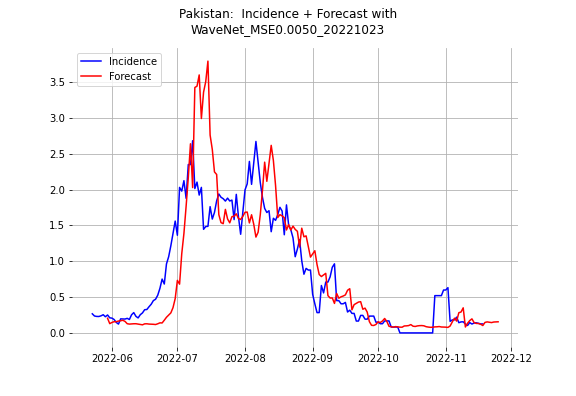 Pakistan:  Incidence + Forecast with
WaveNet_MSE0.0050_20221023
Incidence
Forecast
3.5
3.0
2.5
2.0
1.5
1.0
0.5
0.0
2022-06 2022-07 2022-08 2022-09 2022-10 2022-11 2022-12